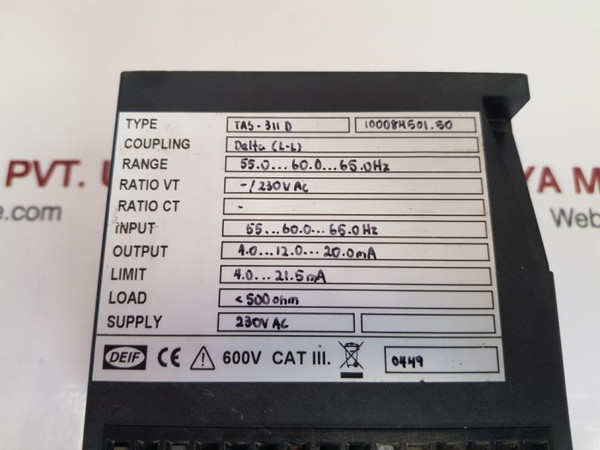 TYPE TAS-311D 100084501.50
COUPLING Delta (L-L)
RANGE 55.0...60.0...65.0Hz
RATIO VT -/230VAC
RATIO CT -
INPUT 55...60.0...65.0Hz
OUTPUT 4.0...12.0...20.0mA
LIMIT 4.0...21.5mA
LOAD <500ohm
SUPPLY 230VAC
DEIF CE 600V CAT III. 0449
PVT. U
YA M
e.com
Web